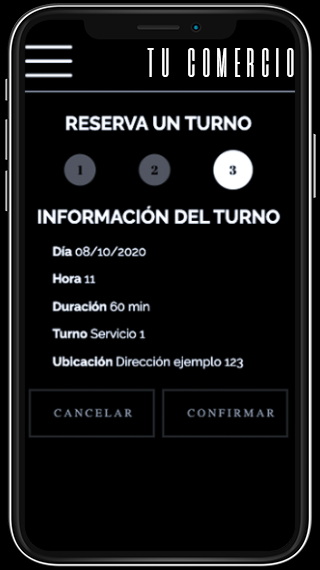 TU COMERCIO
RESERVA UN TURNO
1 2 3
INFORMACIÓN DEL TURNO
Día 08/10/2020
Hora 11
Duración 60 min
Turno Servicio 1
Ubicación Dirección ejemplo 123
CANCELAR CONFIRMAR